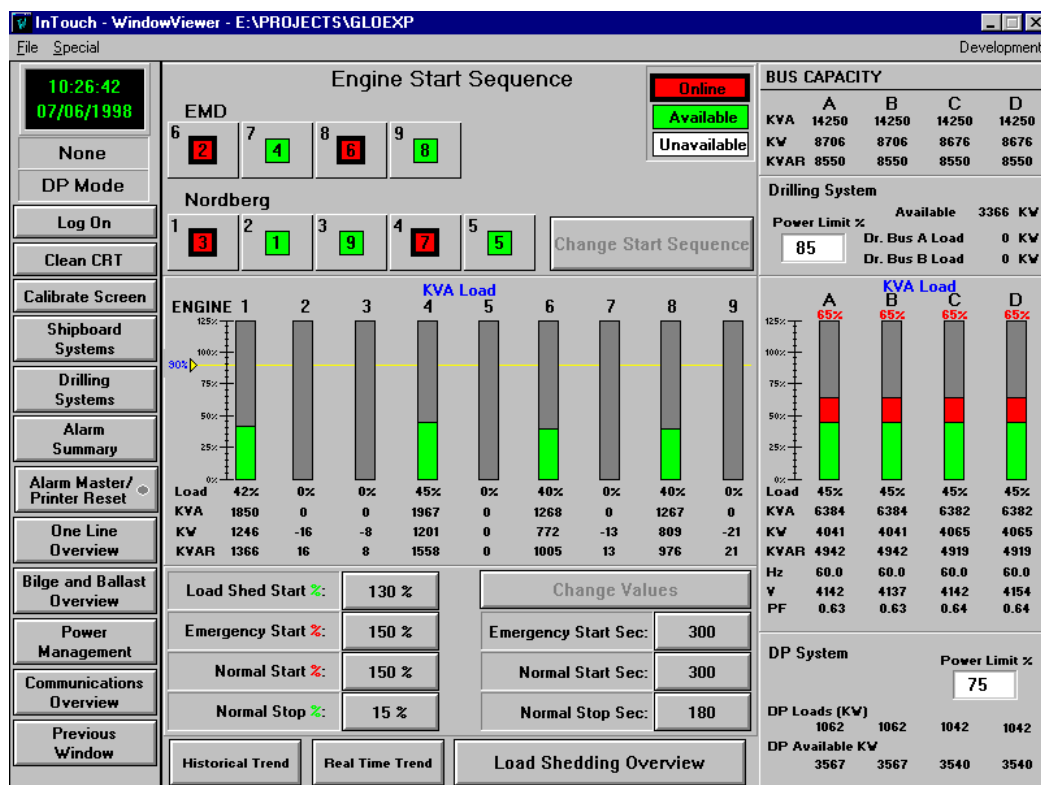 InTouch - WindowViewer - E:\PROJECTS\GLOEXP
File Special Development
10:26:42
07/06/1998
None
DP Mode
Log On
Clean CRT
Calibrate Screen
Shipboard
Systems
Drilling
Systems
Alarm
Summary
Alarm Master/
Printer Reset
One Line
Overview
Bilge and Ballast
Overview
Power
Management
Communications
Overview
Previous
Window
Engine Start Sequence
Online
Available
Unavailable
EMD
6 2 7 4 8 6 9 8
Nordberg
1 3 2 1 3 9 4 7 5 5
Change Start Sequence
KVA Load
ENGINE 1 2 3 4 5 6 7 8 9
125%
100%
90%
75%
50%
25%
0%
Load 42% 0% 0% 45% 0% 40% 0% 40% 0%
KVA 1850 0 0 1967 0 1268 0 1267 0
KW 1246 -16 -8 1201 0 772 -13 809 -21
KVAR 1366 16 8 1558 0 1005 13 976 21
Load Shed Start %: 130 %
Emergency Start %: 150 %
Normal Start %: 150 %
Normal Stop %: 15 %
Change Values
Emergency Start Sec: 300
Normal Start Sec: 300
Normal Stop Sec: 180
Historical Trend
Real Time Trend
Load Shedding Overview
BUS CAPACITY
A B C D
KVA 14250 14250 14250 14250
KW 8706 8706 8676 8676
KVAR 8550 8550 8550 8550
Drilling System
Available 3366 KW
Power Limit %
85
Dr. Bus A Load 0 KW
Dr. Bus B Load 0 KW
KVA Load
A B C D
65% 65% 65% 65%
125%
100%
75%
50%
25%
0%
Load 45% 45% 45% 45%
KVA 6384 6384 6382 6382
KW 4041 4041 4065 4065
KVAR 4942 4942 4919 4919
Hz 60.0 60.0 60.0 60.0
V 4142 4137 4142 4154
PF 0.63 0.63 0.64 0.64
DP System
Power Limit %
75
DP Loads (KW)
1062 1062 1042 1042
DP Available KW
3567 3567 3540 3540